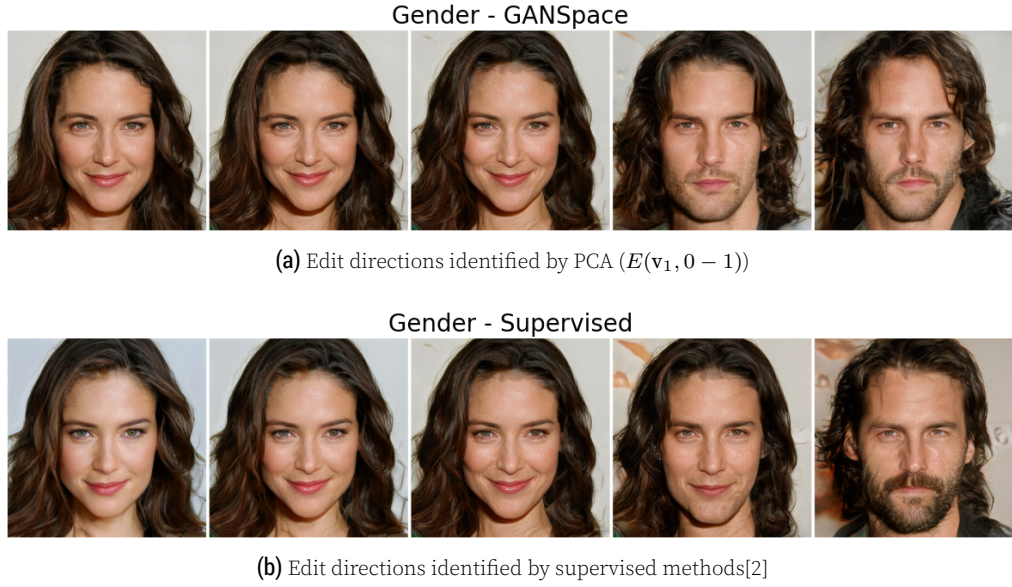 Gender - GANSpace
(a) Edit directions identified by PCA (E(v₁, 0 − 1))
Gender - Supervised
(b) Edit directions identified by supervised methods[2]